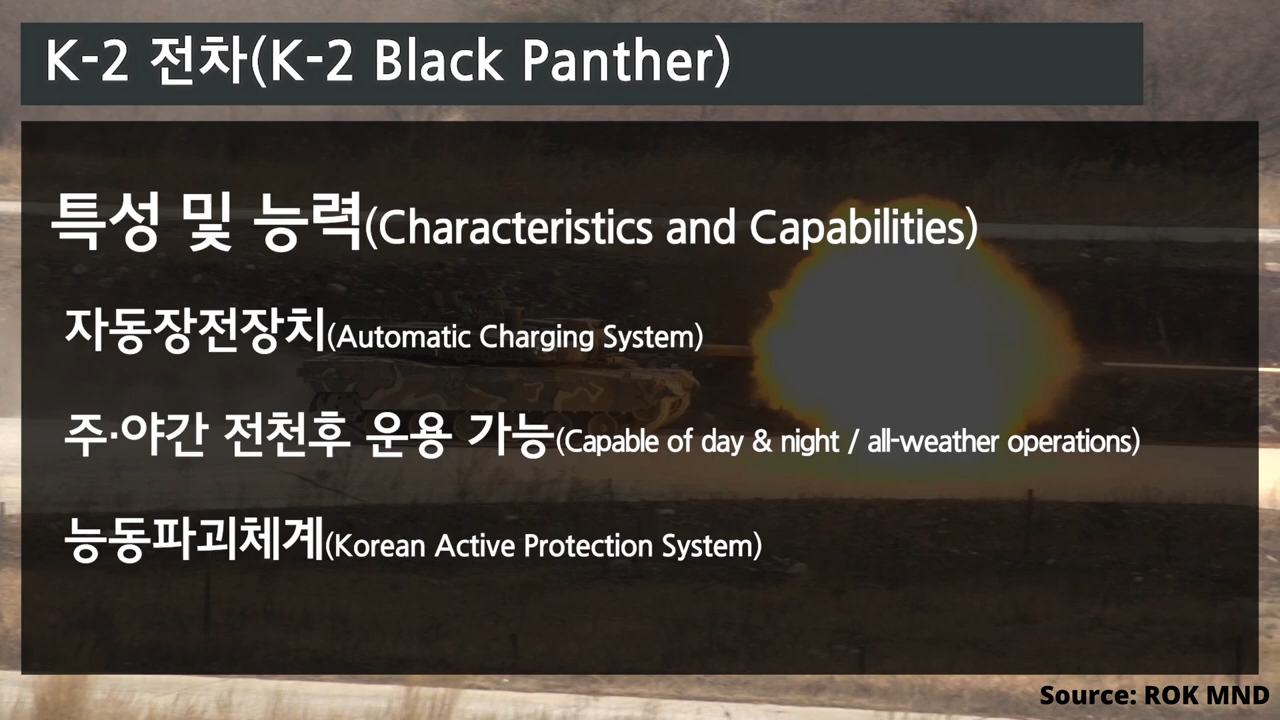 K-2 전차(K-2 Black Panther)
특성 및 능력(Characteristics and Capabilities)
자동장전장치(Automatic Charging System)
주·야간 전천후 운용 가능(Capable of day & night / all-weather operations)
능동파괴체계(Korean Active Protection System)
Source: ROK MND